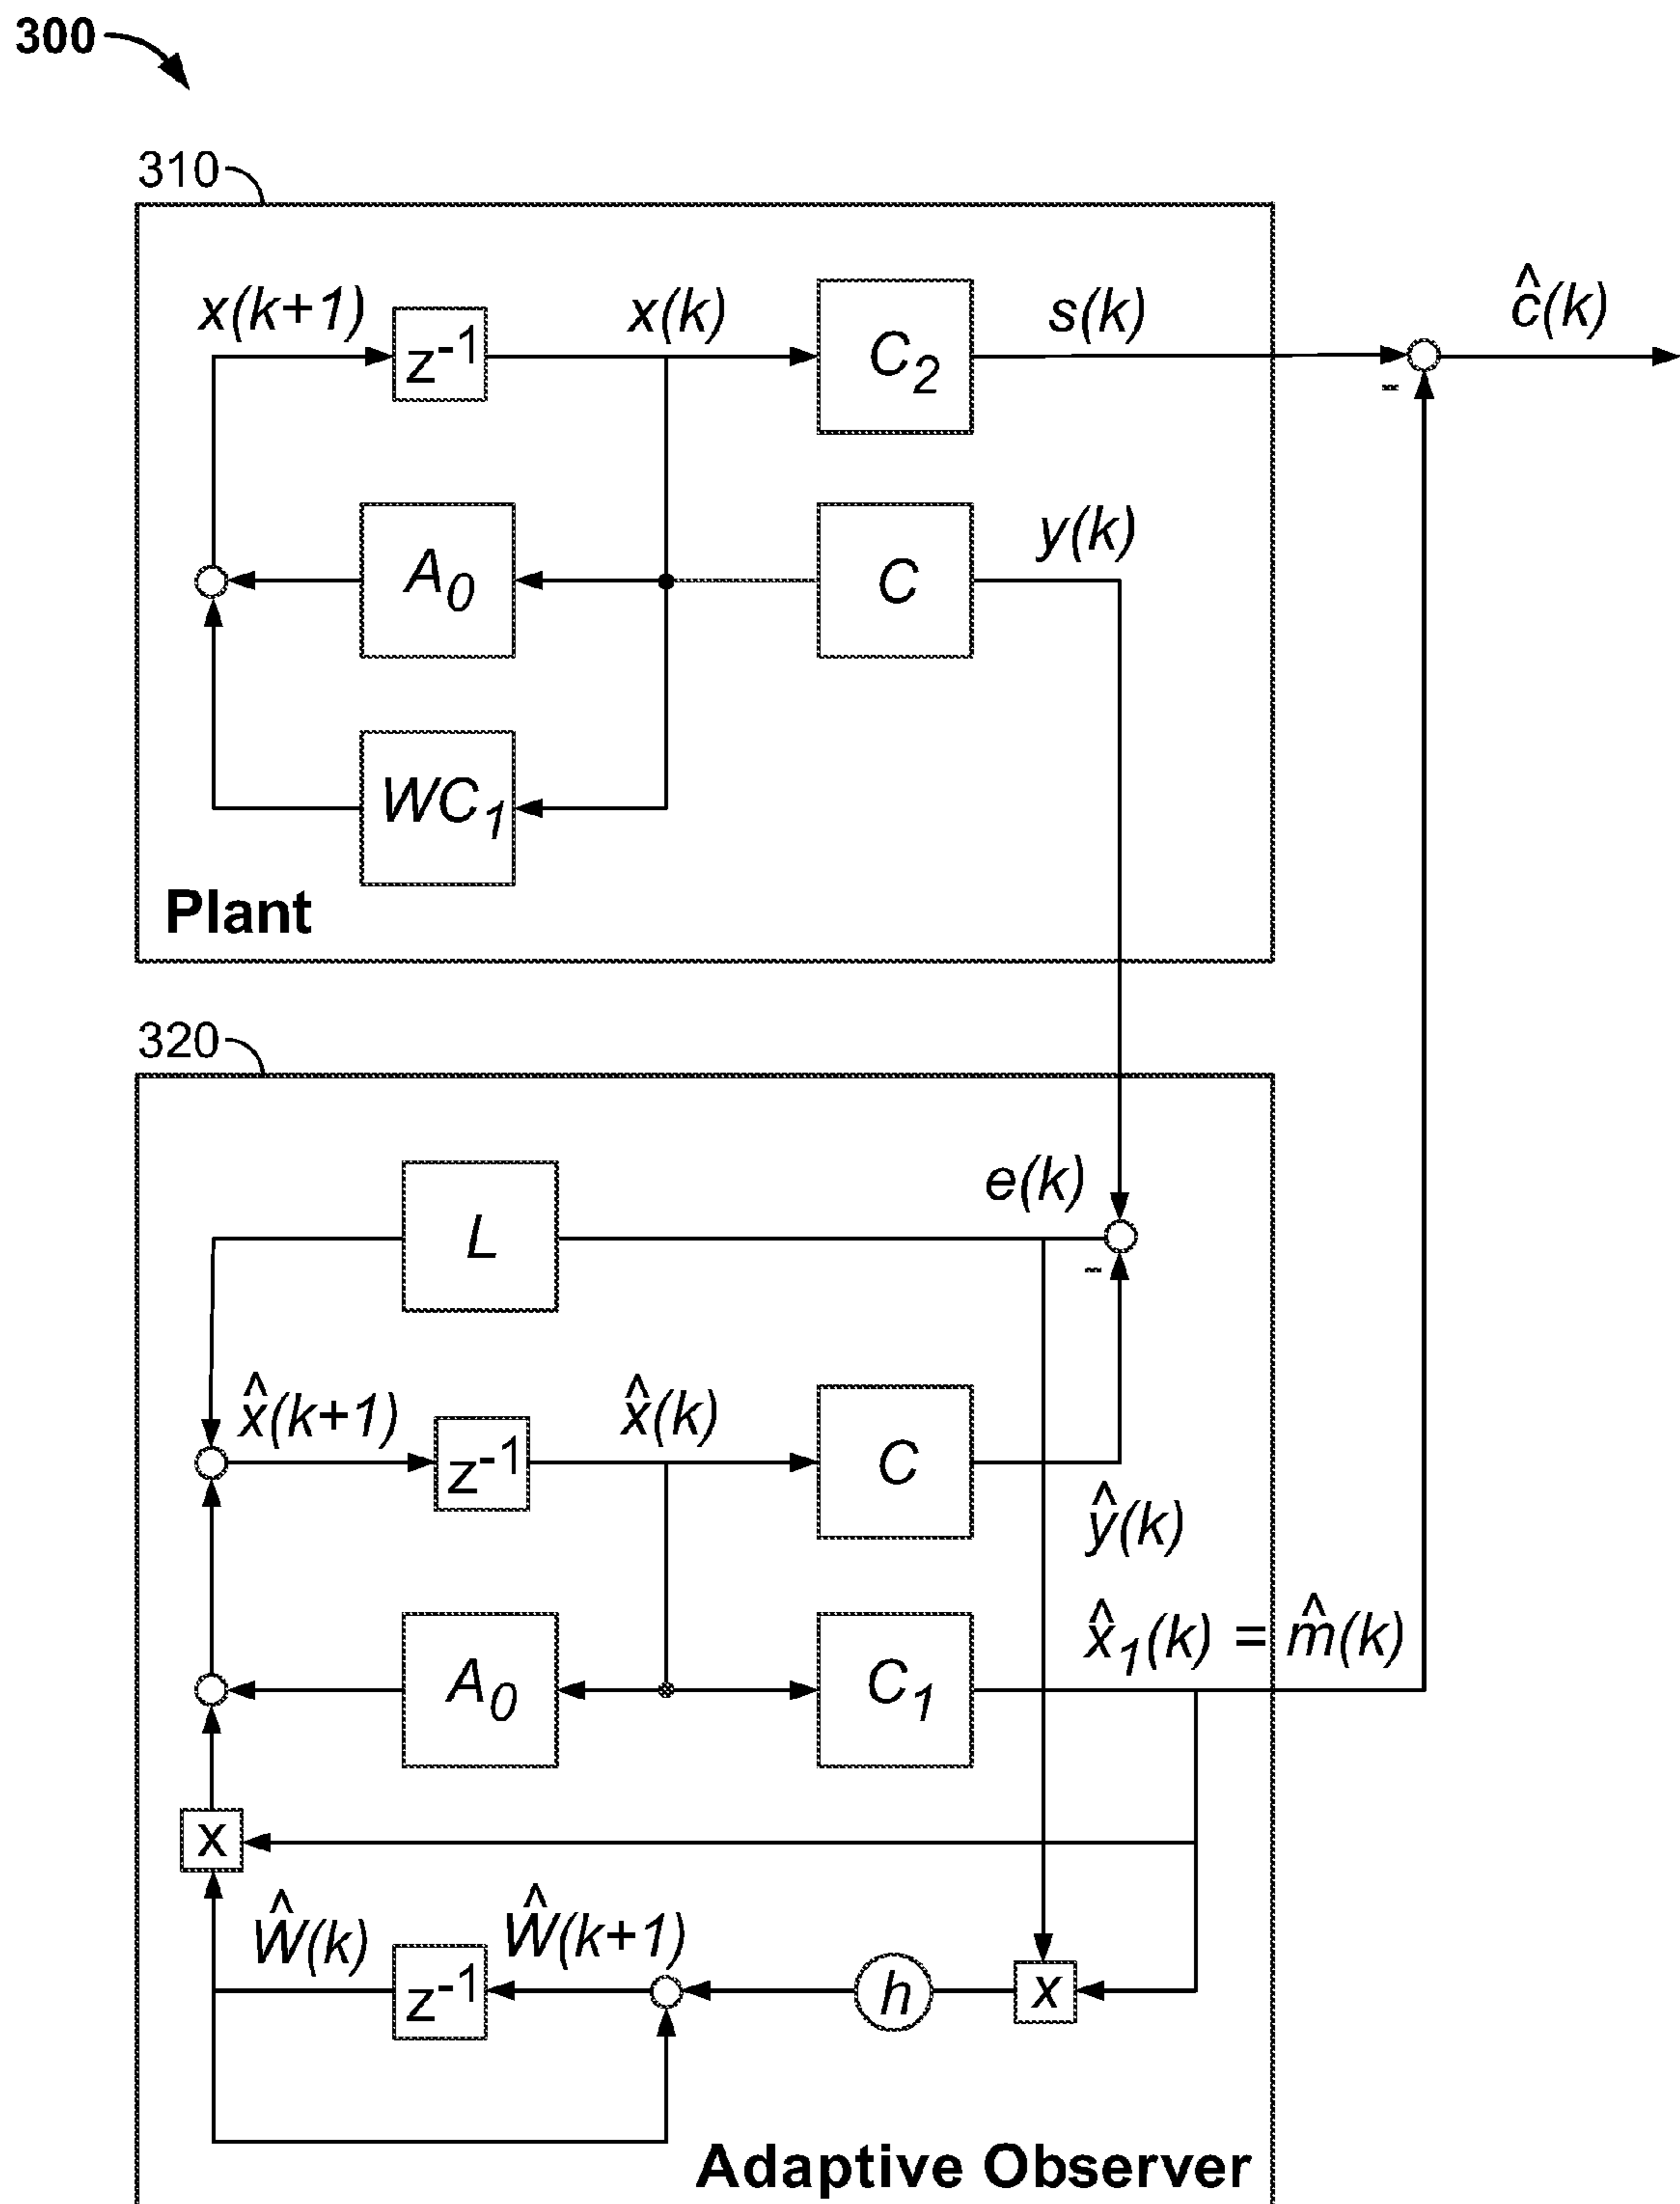 300
310
x(k+1)
z⁻¹
x(k)
C₂
s(k)
ĉ(k)
-
A₀
C
y(k)
WC₁
Plant
320
L
e(k)
-
x̂(k+1)
z⁻¹
x̂(k)
C
ŷ(k)
A₀
C₁
x̂₁(k) = m̂(k)
x
Ŵ(k)
z⁻¹
Ŵ(k+1)
h
x
Adaptive Observer